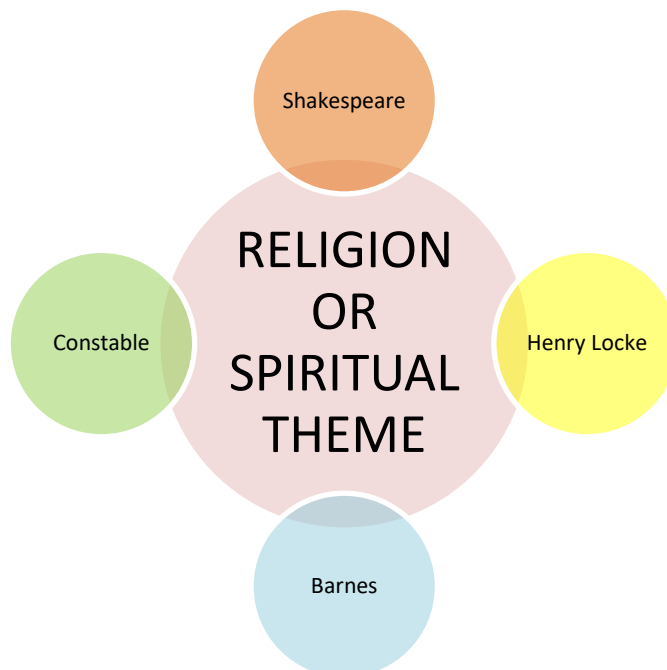 Shakespeare
RELIGION
OR
SPIRITUAL
THEME
Constable
Henry Locke
Barnes